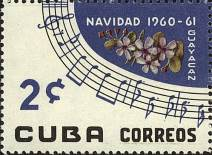 NAVIDAD 1960-61
GUAYACAN
2¢
CUBA CORREOS